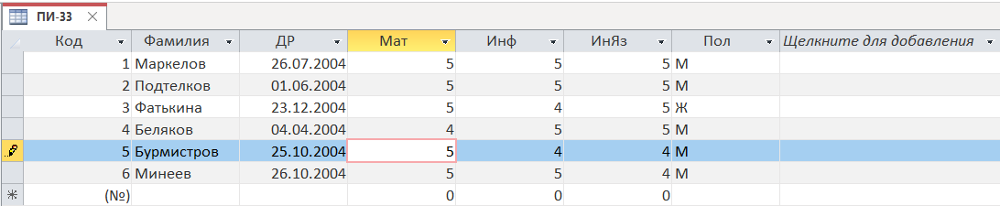 ПИ-33
Код Фамилия ДР Мат Инф ИнЯз Пол Щелкните для добавления
1 Маркелов 26.07.2004 5 5 5 М
2 Подтелков 01.06.2004 5 5 5 М
3 Фатькина 23.12.2004 5 4 5 Ж
4 Беляков 04.04.2004 4 5 5 М
5 Бурмистров 25.10.2004 5 4 4 М
6 Минеев 26.10.2004 5 5 4 М
(№) 0 0 0